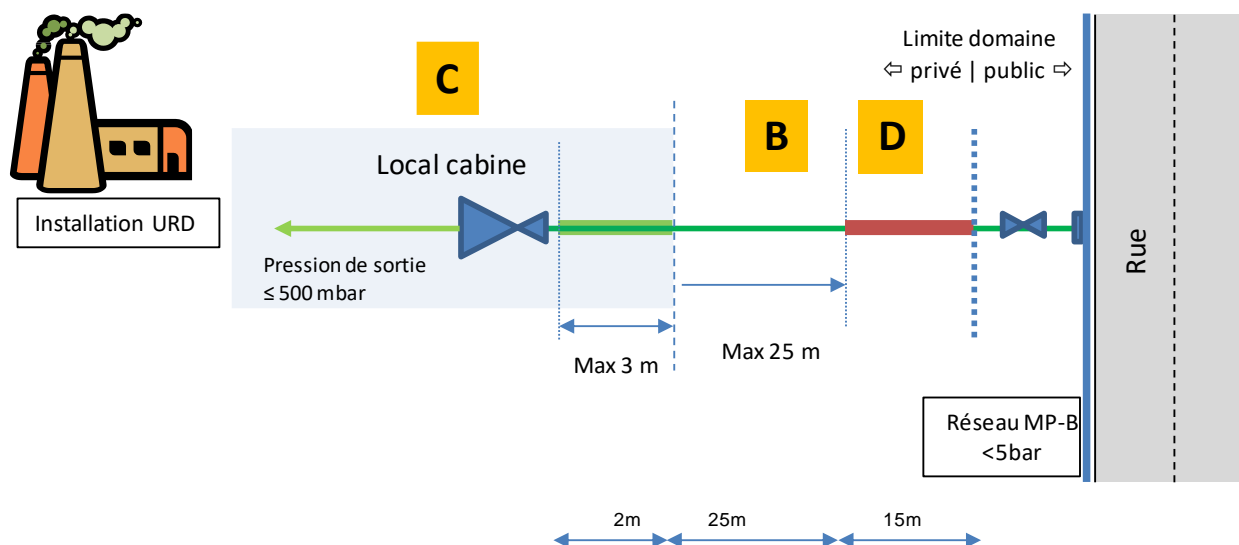 Limite domaine
⇦ privé | public ⇨
C
B
D
Local cabine
Installation URD
Rue
Pression de sortie
≤ 500 mbar
Max 3 m
Max 25 m
Réseau MP-B
<5bar
2m
25m
15m